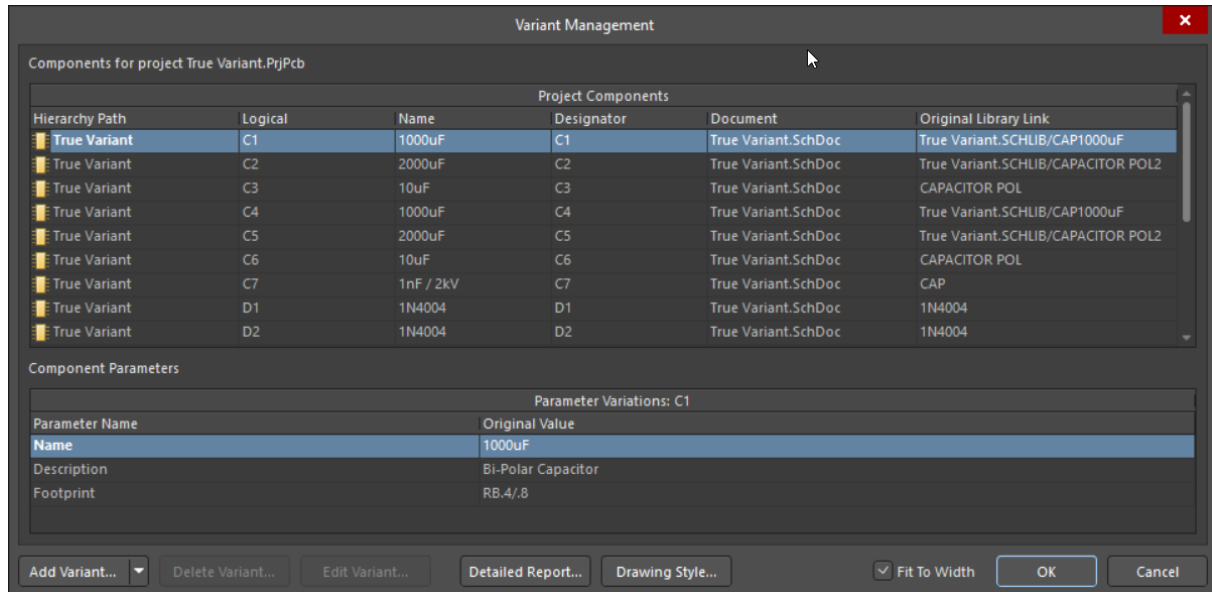 Variant Management
Components for project True Variant.PrjPcb
Project Components
Hierarchy Path Logical Name Designator Document Original Library Link
True Variant C1 1000uF C1 True Variant.SchDoc True Variant.SCHLIB/CAP1000uF
True Variant C2 2000uF C2 True Variant.SchDoc True Variant.SCHLIB/CAPACITOR POL2
True Variant C3 10uF C3 True Variant.SchDoc CAPACITOR POL
True Variant C4 1000uF C4 True Variant.SchDoc True Variant.SCHLIB/CAP1000uF
True Variant C5 2000uF C5 True Variant.SchDoc True Variant.SCHLIB/CAPACITOR POL2
True Variant C6 10uF C6 True Variant.SchDoc CAPACITOR POL
True Variant C7 1nF / 2kV C7 True Variant.SchDoc CAP
True Variant D1 1N4004 D1 True Variant.SchDoc 1N4004
True Variant D2 1N4004 D2 True Variant.SchDoc 1N4004
Component Parameters
Parameter Variations: C1
Parameter Name Original Value
Name 1000uF
Description Bi-Polar Capacitor
Footprint RB.4/.8
Add Variant... Delete Variant... Edit Variant... Detailed Report... Drawing Style... Fit To Width OK Cancel